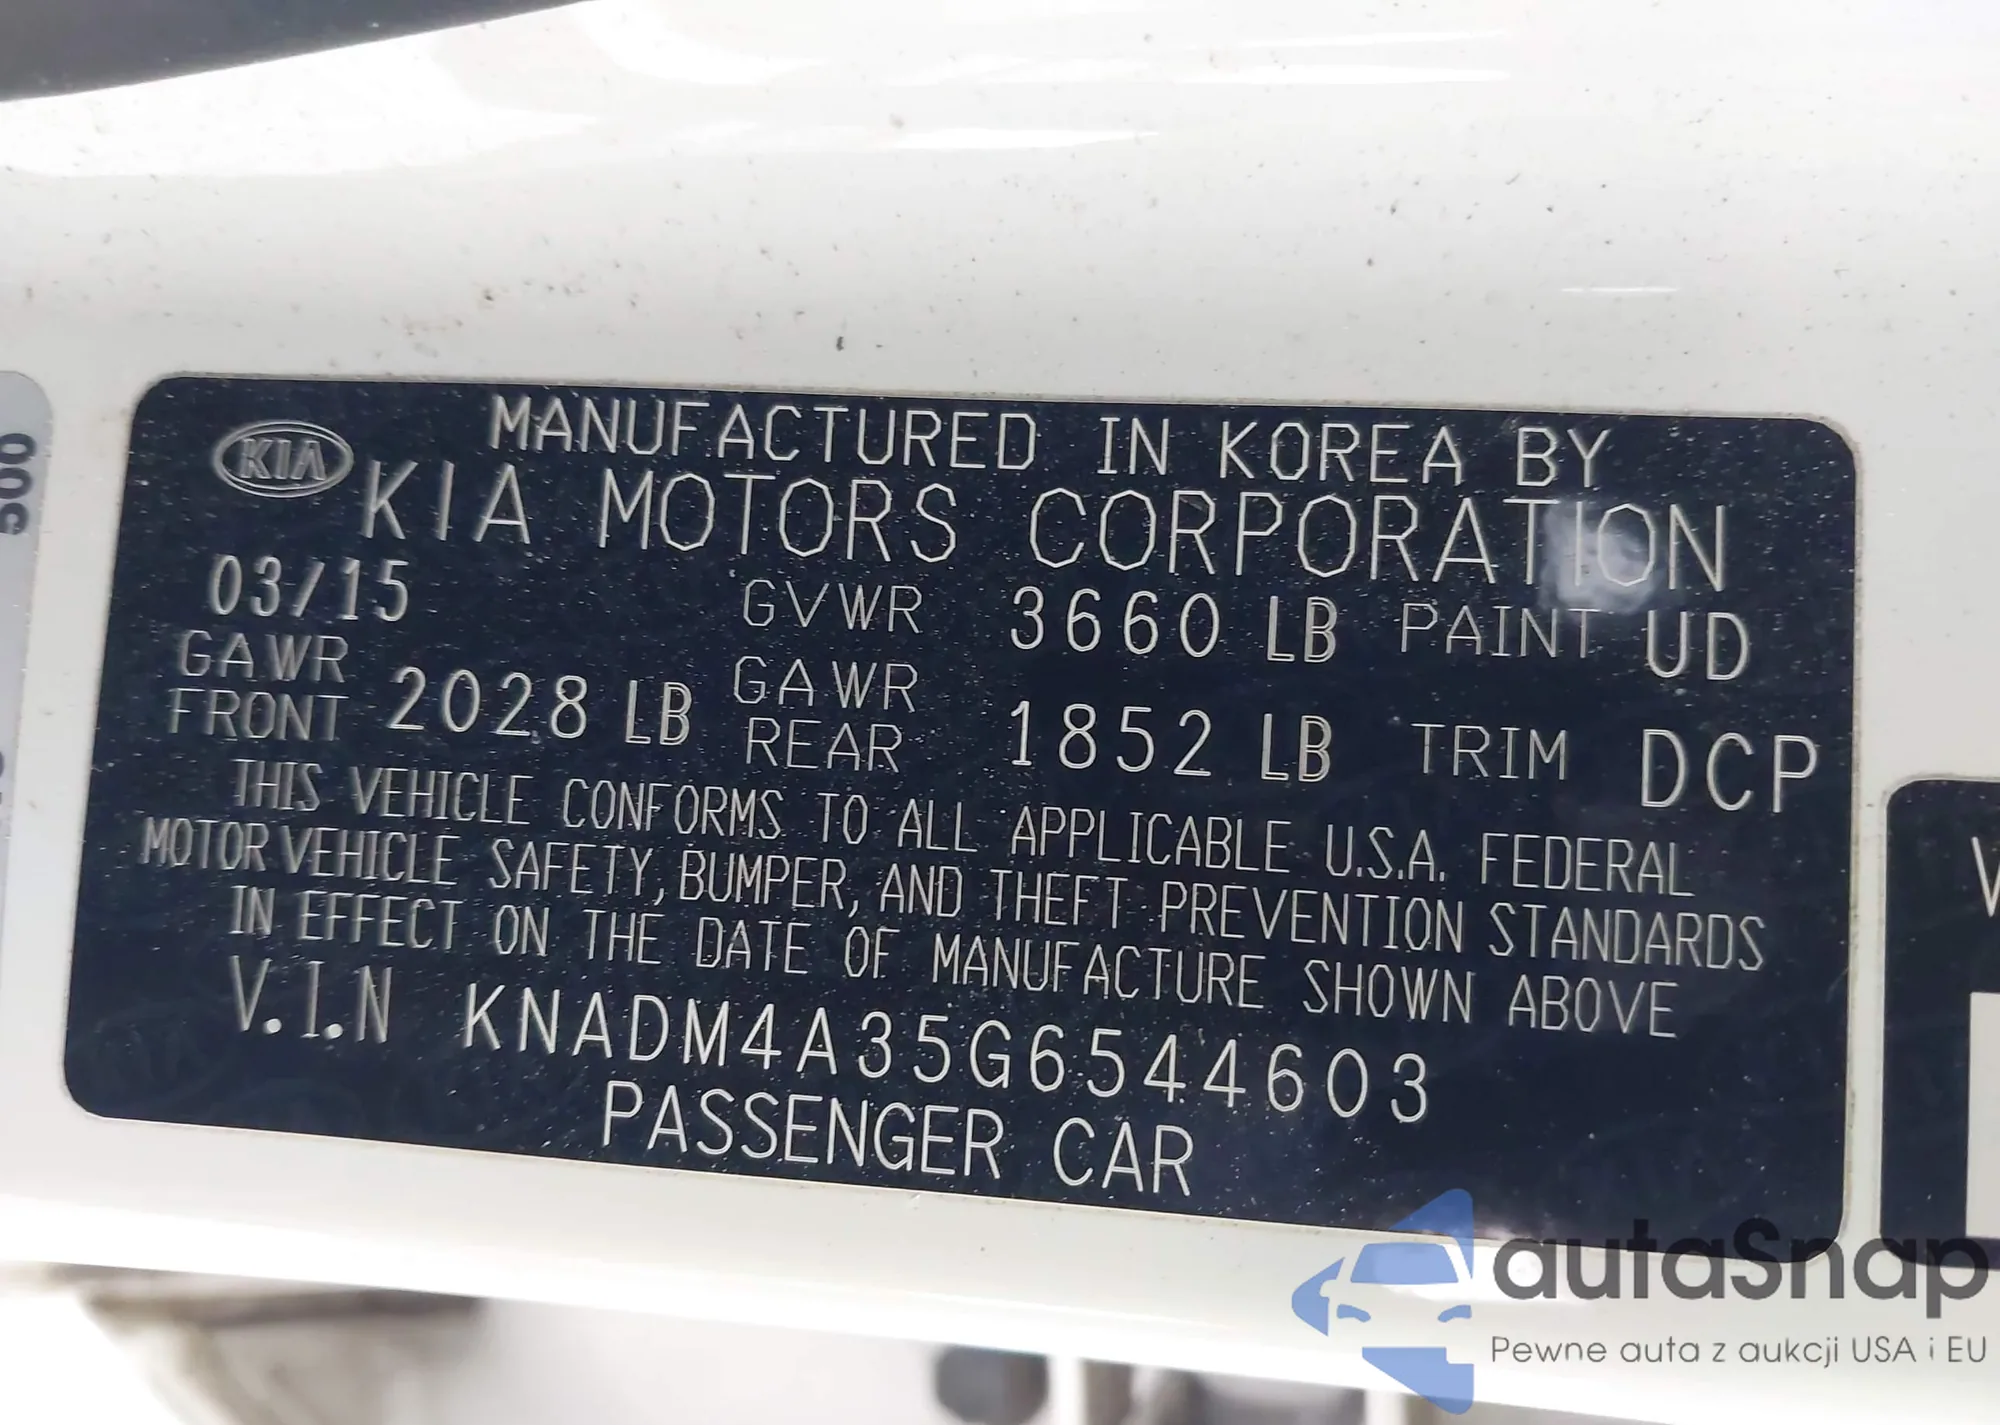 MANUFACTURED IN KOREA BY
KIA KIA MOTORS CORPORATION
03/15 GVWR 3660 LB PAINT UD
GAWR FRONT 2028 LB GAWR REAR 1852 LB TRIM DCP
THIS VEHICLE CONFORMS TO ALL APPLICABLE U.S.A. FEDERAL
MOTOR VEHICLE SAFETY, BUMPER, AND THEFT PREVENTION STANDARDS
IN EFFECT ON THE DATE OF MANUFACTURE SHOWN ABOVE
V.I.N KNADM4A35G6544603
PASSENGER CAR
500
autaSnap
Pewne auta z aukcji USA i EU